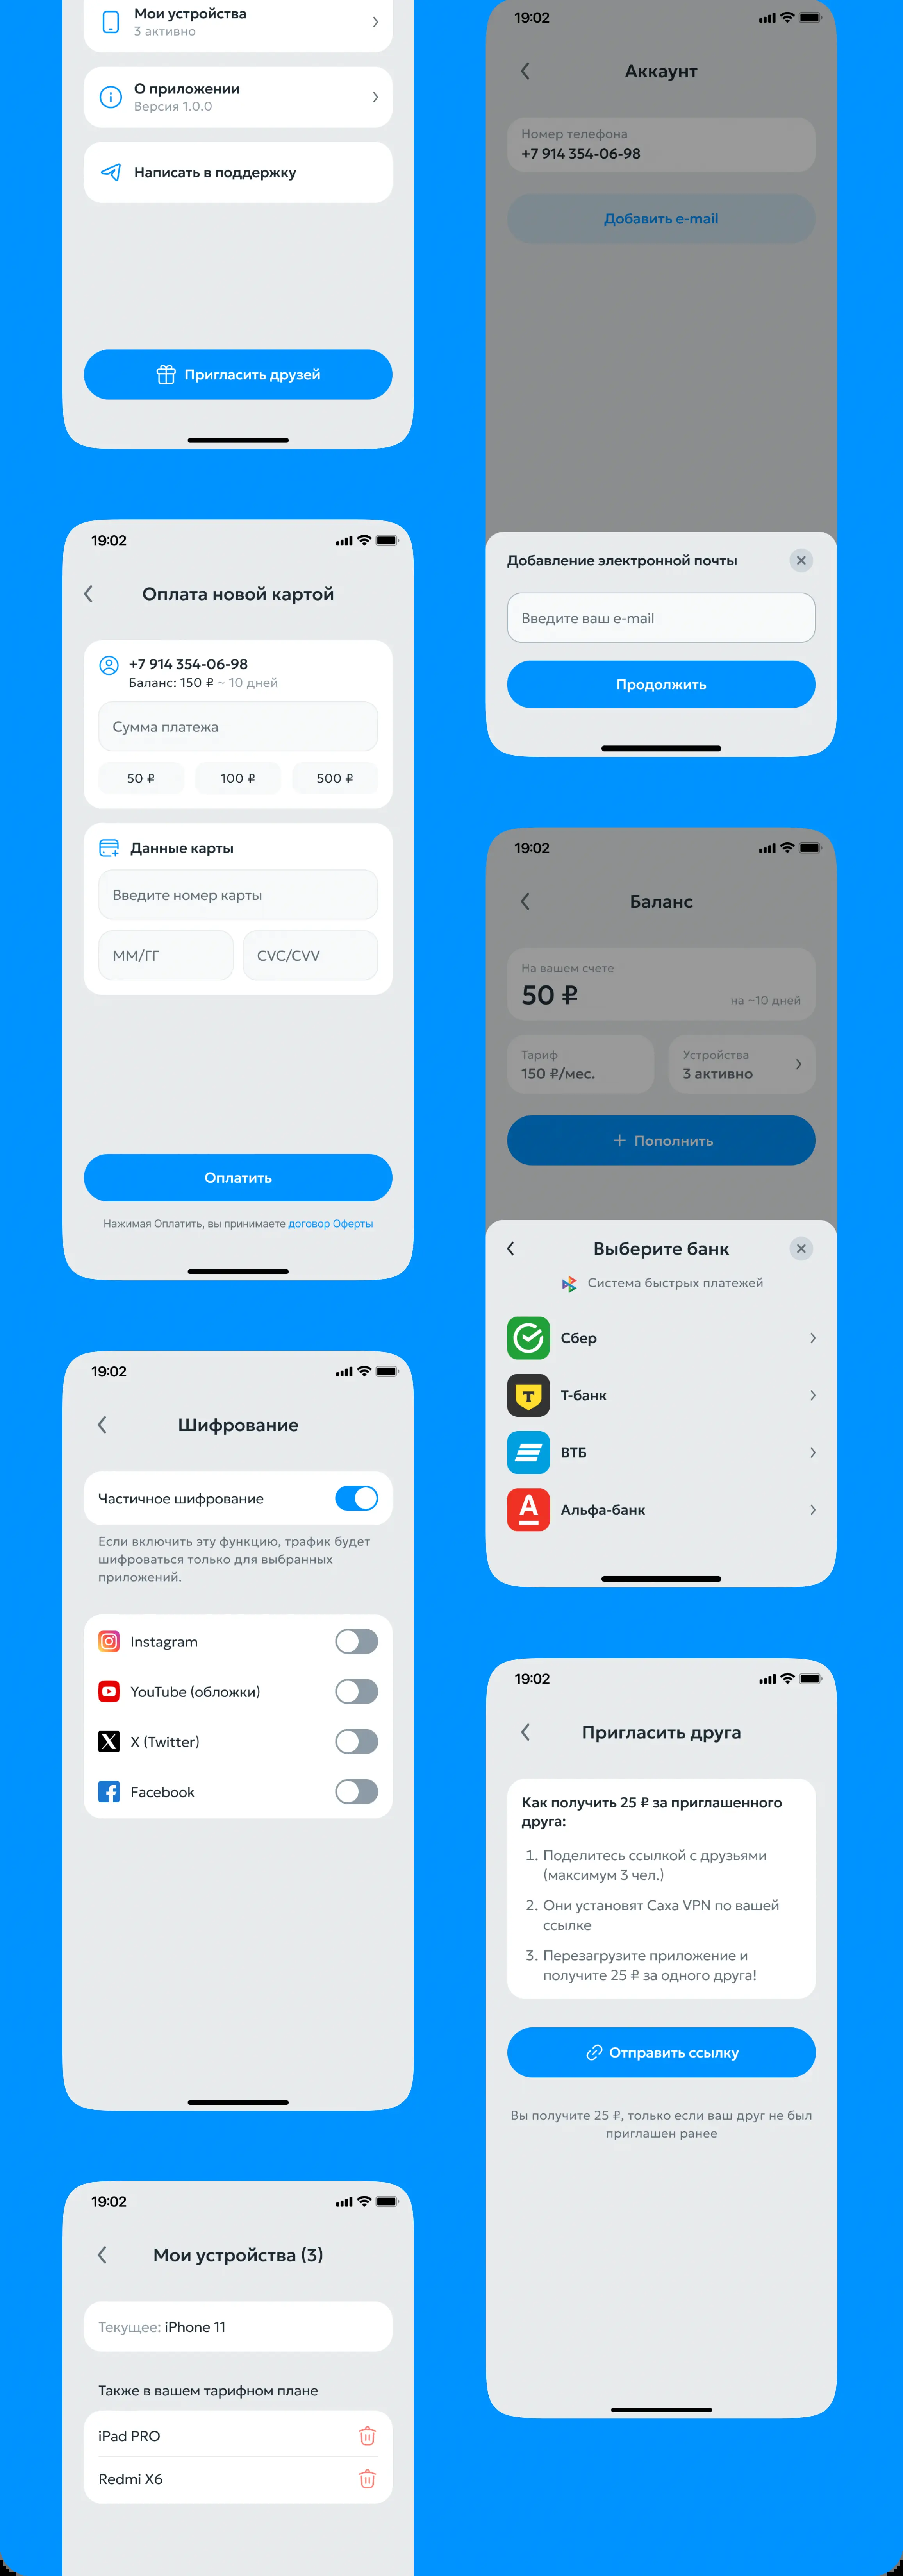 Мои устройства
3 активно
О приложении
Версия 1.0.0
Написать в поддержку
Пригласить друзей
19:02
Оплата новой картой
+7 914 354-06-98
Баланс: 150 ₽ ~ 10 дней
Сумма платежа
50 ₽
100 ₽
500 ₽
Данные карты
Введите номер карты
ММ/ГГ
CVC/CVV
Оплатить
Нажимая Оплатить, вы принимаете договор Оферты
19:02
Шифрование
Частичное шифрование
Если включить эту функцию, трафик будет
шифроваться только для выбранных
приложений.
Instagram
YouTube (обложки)
X (Twitter)
Facebook
19:02
Мои устройства (3)
Текущее: iPhone 11
Также в вашем тарифном плане
iPad PRO
Redmi X6
19:02
Аккаунт
Номер телефона
+7 914 354-06-98
Добавить e-mail
Добавление электронной почты
Введите ваш e-mail
Продолжить
19:02
Баланс
На вашем счете
50 ₽
на ~10 дней
Тариф
150 ₽/мес.
Устройства
3 активно
+ Пополнить
Выберите банк
Система быстрых платежей
Сбер
Т-банк
ВТБ
Альфа-банк
19:02
Пригласить друга
Как получить 25 ₽ за приглашенного
друга:
1. Поделитесь ссылкой с друзьями
(максимум 3 чел.)
2. Они установят Саха VPN по вашей
ссылке
3. Перезагрузите приложение и
получите 25 ₽ за одного друга!
Отправить ссылку
Вы получите 25 ₽, только если ваш друг не был
приглашен ранее